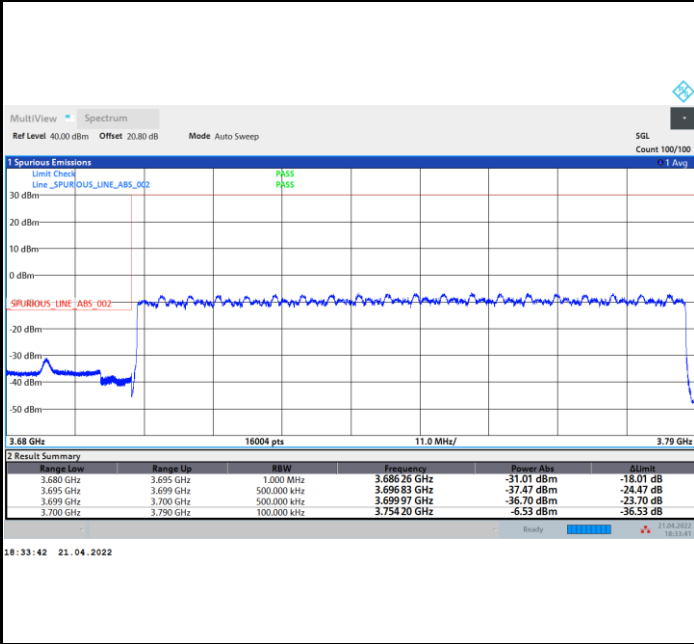 MultiView Spectrum
Ref Level 40.00 dBm Offset 20.80 dB Mode Auto Sweep SGL
Count 100/100
1 Spurious Emissions 1 Avg
Limit Check PASS
Line _SPURIOUS_LINE_ABS_002 PASS
30 dBm
20 dBm
10 dBm
0 dBm
_SPURIOUS_LINE_ABS_002
-20 dBm
-30 dBm
-40 dBm
-50 dBm
3.68 GHz 16004 pts 11.0 MHz/ 3.79 GHz
2 Result Summary
Range Low Range Up RBW Frequency Power Abs ΔLimit
3.680 GHz 3.695 GHz 1.000 MHz 3.686 26 GHz -31.01 dBm -18.01 dB
3.695 GHz 3.699 GHz 500.000 kHz 3.696 83 GHz -37.47 dBm -24.47 dB
3.699 GHz 3.700 GHz 500.000 kHz 3.699 97 GHz -36.70 dBm -23.70 dB
3.700 GHz 3.790 GHz 100.000 kHz 3.754 20 GHz -6.53 dBm -36.53 dB
Ready 21.04.2022
18:33:41
18:33:42 21.04.2022